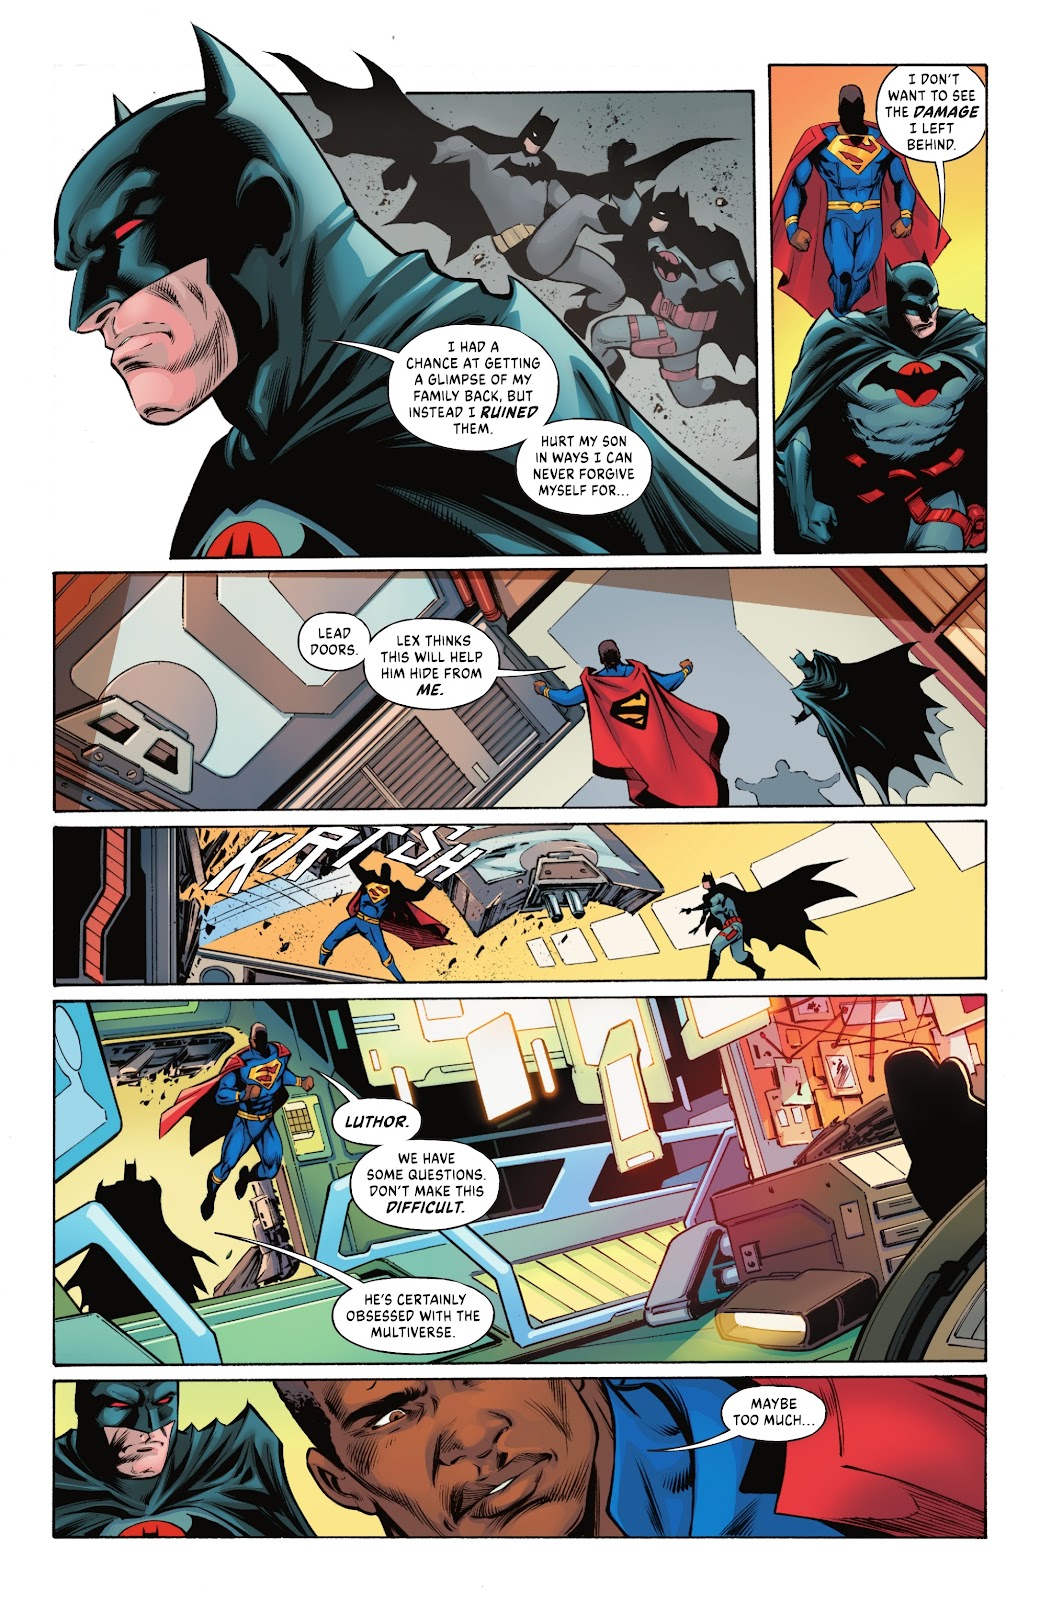 I HAD A
CHANCE AT GETTING
A GLIMPSE OF MY
FAMILY BACK, BUT
INSTEAD I RUINED
THEM.
HURT MY SON
IN WAYS I CAN
NEVER FORGIVE
MYSELF FOR...
I DON'T
WANT TO SEE
THE DAMAGE
I LEFT
BEHIND.
LEAD
DOORS.
LEX THINKS
THIS WILL HELP
HIM HIDE FROM
ME.
KRTSH
LUTHOR.
WE HAVE
SOME QUESTIONS.
DON'T MAKE THIS
DIFFICULT.
HE'S CERTAINLY
OBSESSED WITH THE
MULTIVERSE.
MAYBE
TOO MUCH...